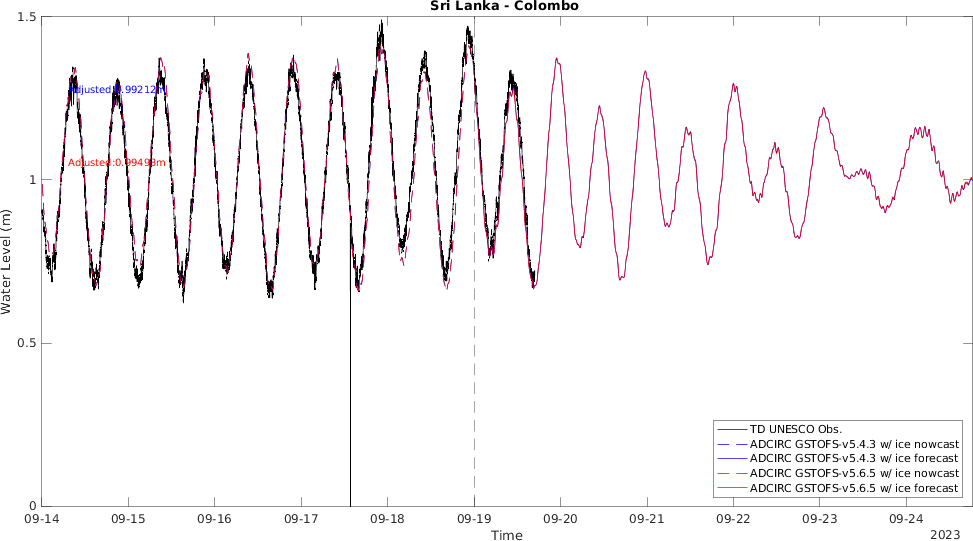 Sri Lanka - Colombo
1.5
1
0.5
0
Water Level (m)
Adjusted:0.99212m
Adjusted:0.99493m
TD UNESCO Obs.
ADCIRC GSTOFS-v5.4.3 w/ ice nowcast
ADCIRC GSTOFS-v5.4.3 w/ ice forecast
ADCIRC GSTOFS-v5.6.5 w/ ice nowcast
ADCIRC GSTOFS-v5.6.5 w/ ice forecast
09-14 09-15 09-16 09-17 09-18 09-19 09-20 09-21 09-22 09-23 09-24
Time
2023